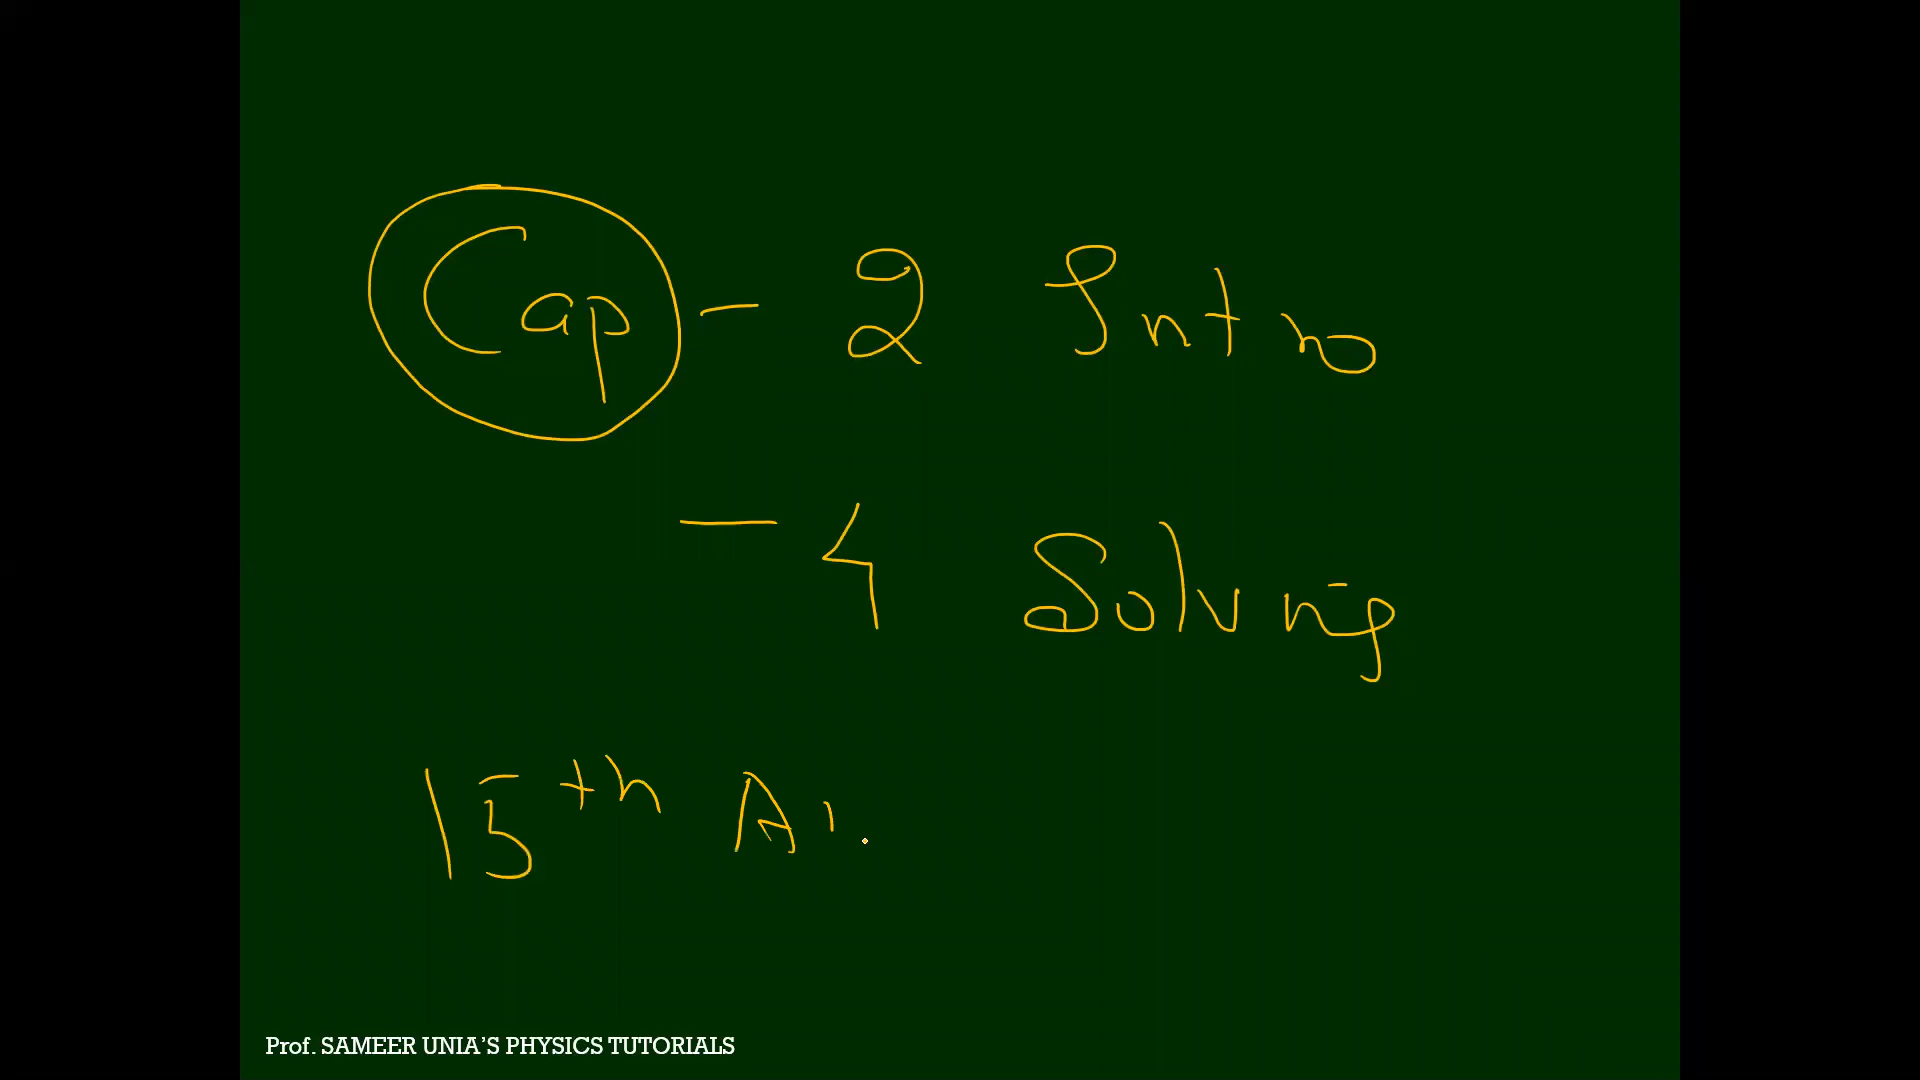 Cap - 2 Intro
- 4 Solving
15th
Prof. SAMEER UNIA'S PHYSICS TUTORIALS